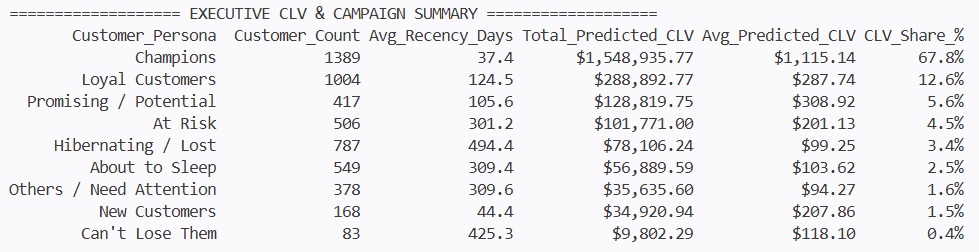 =================== EXECUTIVE CLV & CAMPAIGN SUMMARY ===================
Customer_Persona Customer_Count Avg_Recency_Days Total_Predicted_CLV Avg_Predicted_CLV CLV_Share_%
Champions 1389 37.4 $1,548,935.77 $1,115.14 67.8%
Loyal Customers 1004 124.5 $288,892.77 $287.74 12.6%
Promising / Potential 417 105.6 $128,819.75 $308.92 5.6%
At Risk 506 301.2 $101,771.00 $201.13 4.5%
Hibernating / Lost 787 494.4 $78,106.24 $99.25 3.4%
About to Sleep 549 309.4 $56,889.59 $103.62 2.5%
Others / Need Attention 378 309.6 $35,635.60 $94.27 1.6%
New Customers 168 44.4 $34,920.94 $207.86 1.5%
Can't Lose Them 83 425.3 $9,802.29 $118.10 0.4%